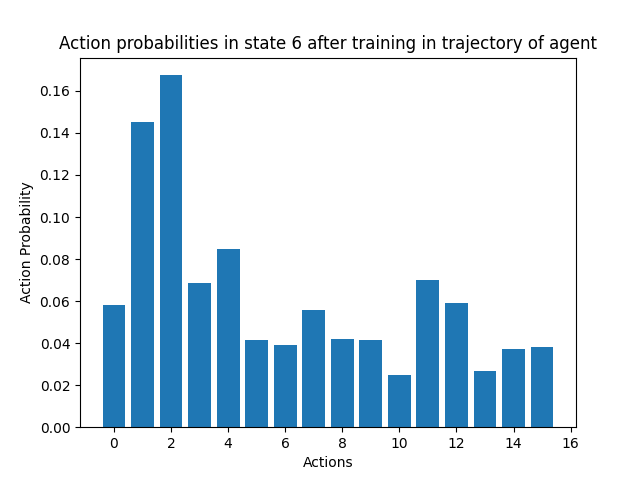 Action probabilities in state 6 after training in trajectory of agent
0.16
0.14
0.12
0.10
0.08
0.06
0.04
0.02
0.00
Action Probability
0 2 4 6 8 10 12 14 16
Actions